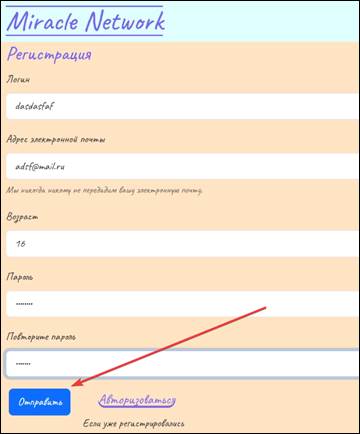 Miracle Network
Регистрация
Логин
dasdasfaf
Адрес электронной почты
adsf@mail.ru
Мы никогда никому не передадим вашу электронную почту.
Возраст
16
Пароль
••••••••
Повторите пароль
•••••••
Отправить
Авторизоваться
Если уже регистрировались